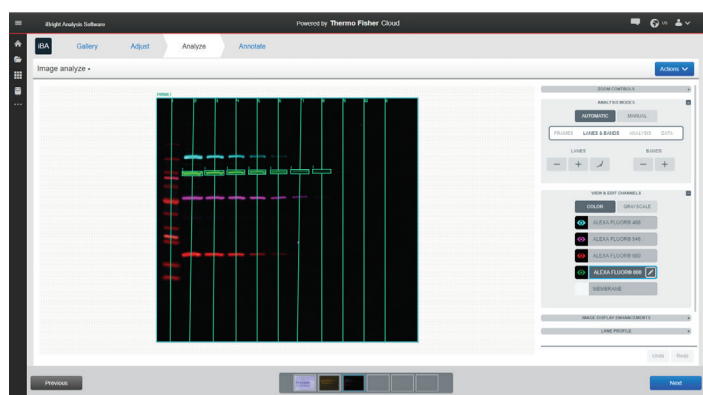 iBright Analysis Software
Powered by Thermo Fisher Cloud
US
iBA
Gallery
Adjust
Analyze
Annotate
Image analyze
Actions
ZOOM CONTROLS
ANALYSIS MODES
AUTOMATIC
MANUAL
FRAMES
LANES & BANDS
ANALYSIS
DATA
LANES
BANDS
VIEW & EDIT CHANNELS
COLOR
GRAYSCALE
ALEXA FLUOR® 488
ALEXA FLUOR® 546
ALEXA FLUOR® 680
ALEXA FLUOR® 800
MEMBRANE
IMAGE DISPLAY ENHANCEMENTS
LANE PROFILE
Undo
Redo
Previous
Next